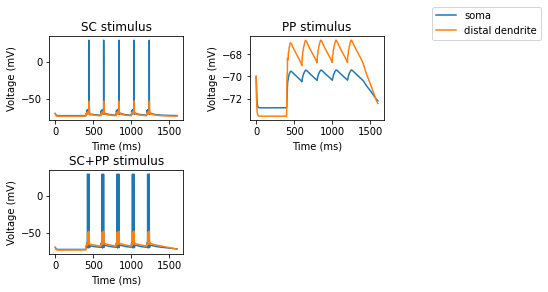 soma
distal dendrite
SC stimulus
Voltage (mV)
0
−50
0 500 1000 1500
Time (ms)
PP stimulus
Voltage (mV)
−68
−70
−72
0 500 1000 1500
Time (ms)
SC+PP stimulus
Voltage (mV)
0
−50
0 500 1000 1500
Time (ms)